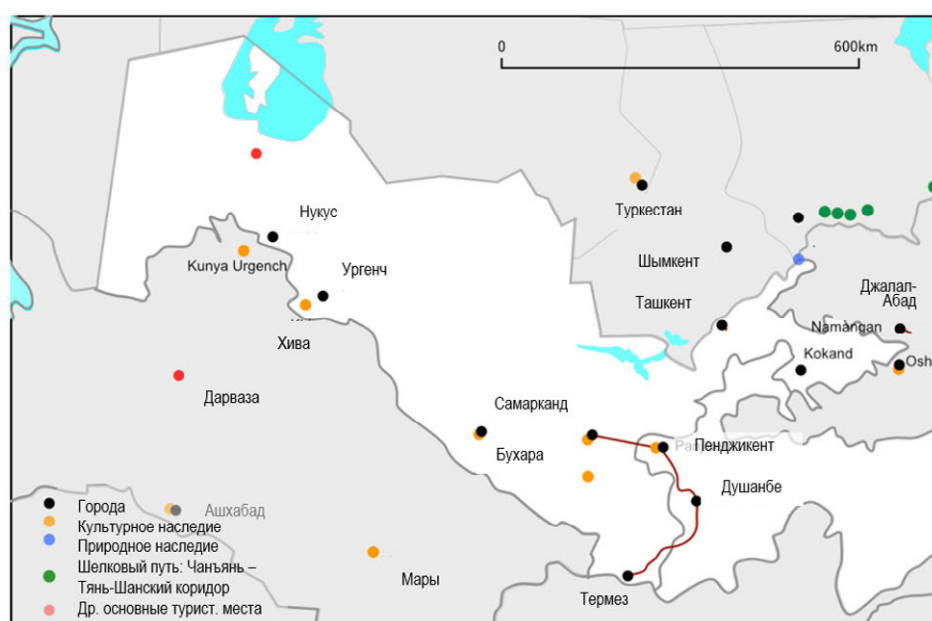 0
600km
Туркестан
Нукус
Kunya Urgench
Ургенч
Шымкент
Джалал-
Абад
Ташкент
Namangan
Хива
Kokand
Osh
Дарваза
Самарканд
Бухара
Пенджикент
Душанбе
Города
Ашхабад
Культурное наследие
Природное наследие
Шелковый путь: Чанъянь –
Тянь-Шанский коридор
Мары
Термез
Др. основные турист. места